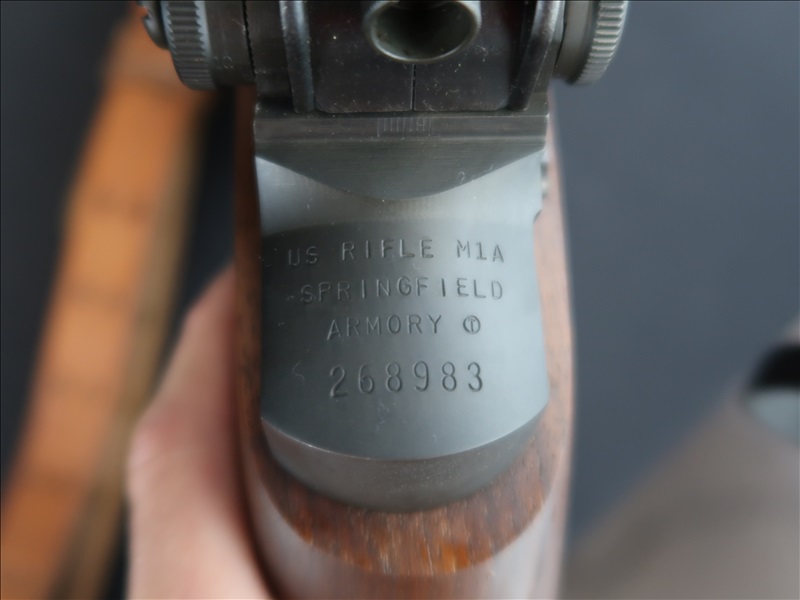 US RIFLE M1A
SPRINGFIELD
ARMORY Ⓣ
268983